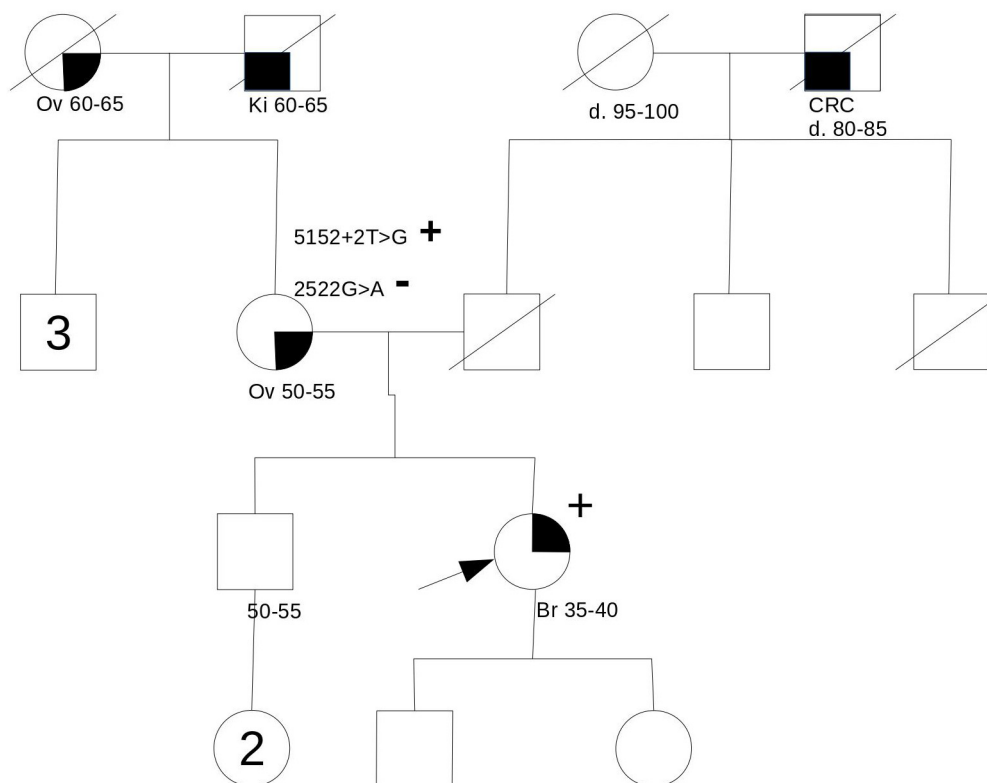 Ov 60-65
Ki 60-65
d. 95-100
CRC
d. 80-85
5152+2T>G +
2522G>A -
3
Ov 50-55
+
50-55
Br 35-40
2